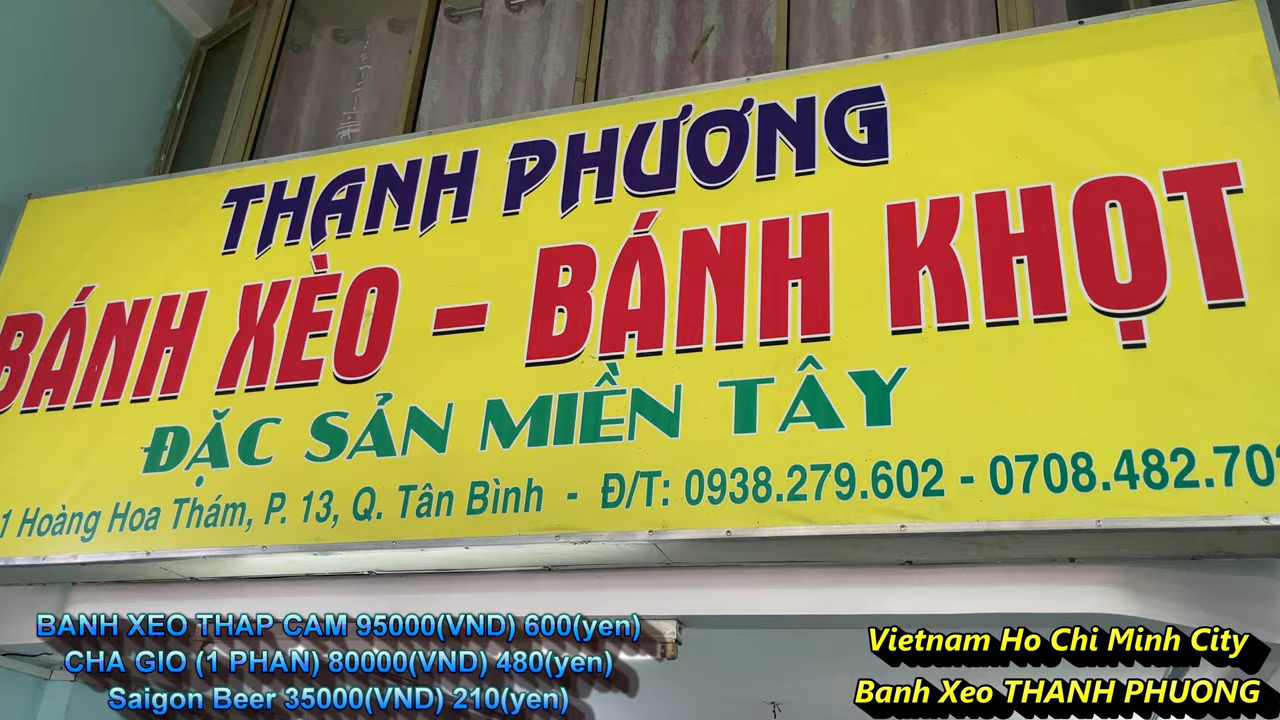 THANH PHƯƠNG
BÁNH XÈO - BÁNH KHỌT
ĐẶC SẢN MIỀN TÂY
1 Hoàng Hoa Thám, P. 13, Q. Tân Bình - Đ/T: 0938.279.602 - 0708.482.70
BANH XEO THAP CAM 95000(VND) 600(yen)
CHA GIO (1 PHAN) 80000(VND) 480(yen)
Saigon Beer 35000(VND) 210(yen)
Vietnam Ho Chi Minh City
Banh Xeo THANH PHUONG